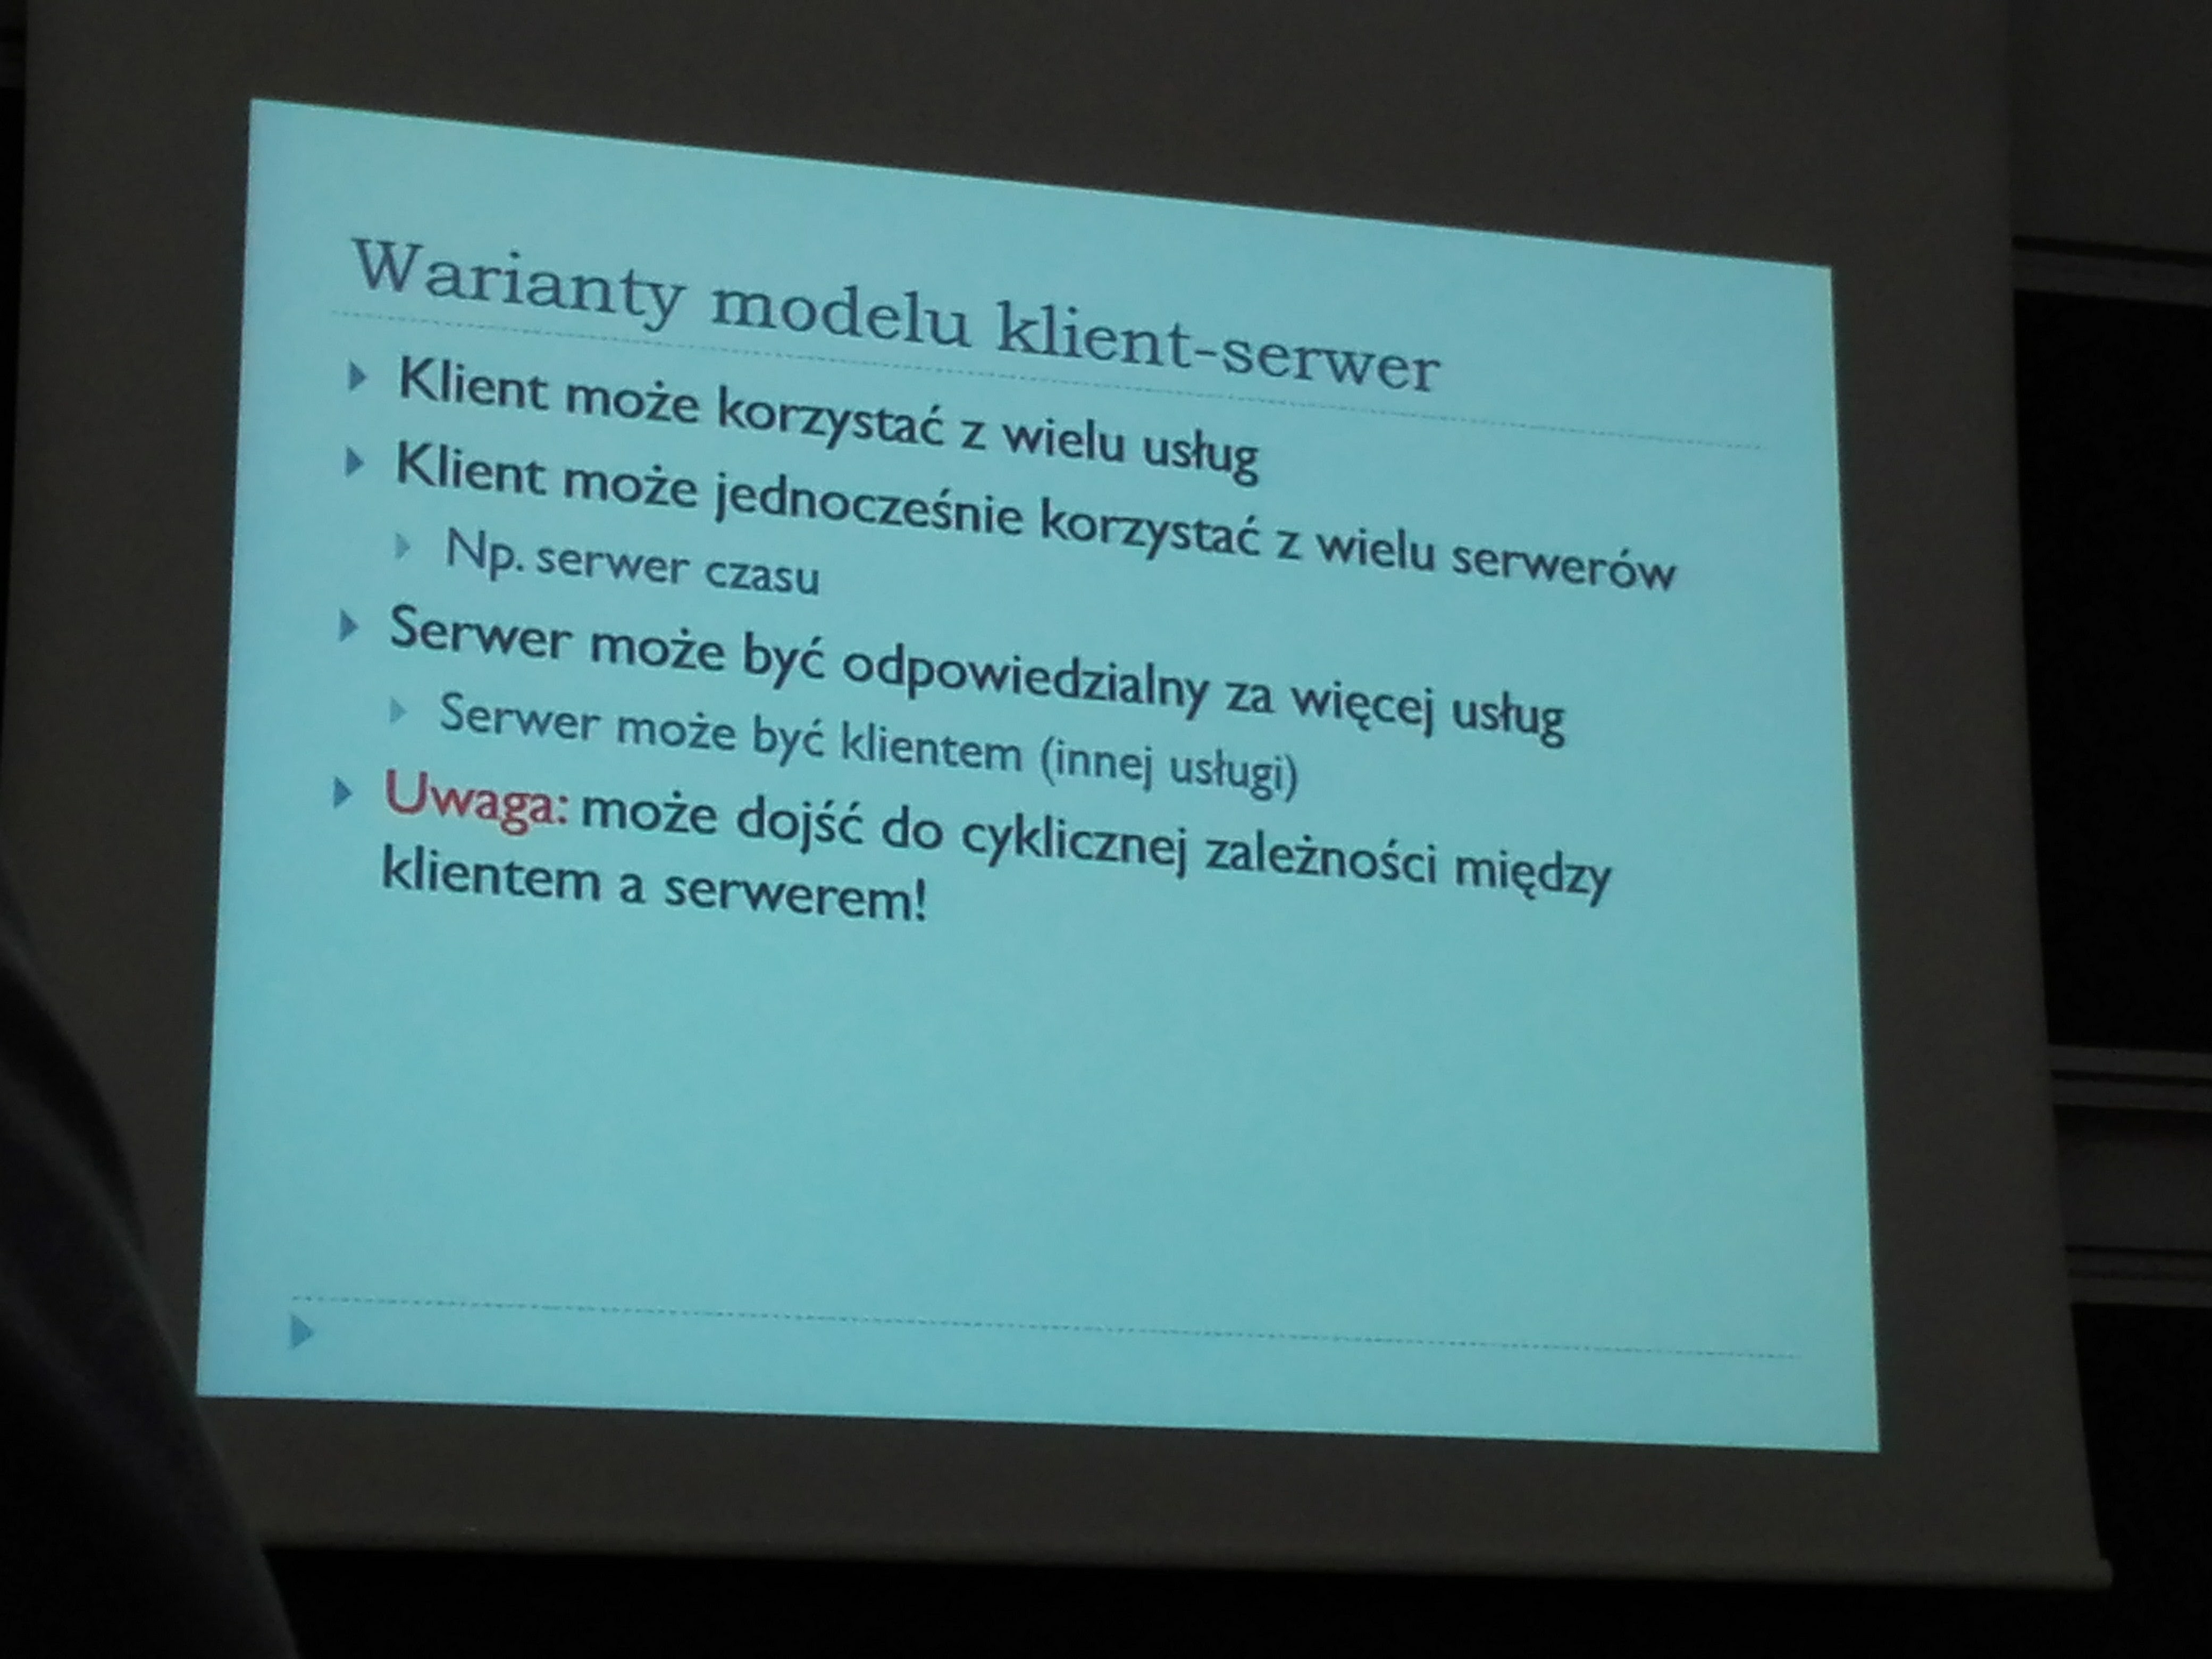 Warianty modelu klient-serwer
Klient może korzystać z wielu usług
Klient może jednocześnie korzystać z wielu serwerów
Np. serwer czasu
Serwer może być odpowiedzialny za więcej usług
Serwer może być klientem (innej usługi)
Uwaga: może dojść do cyklicznej zależności między
klientem a serwerem!